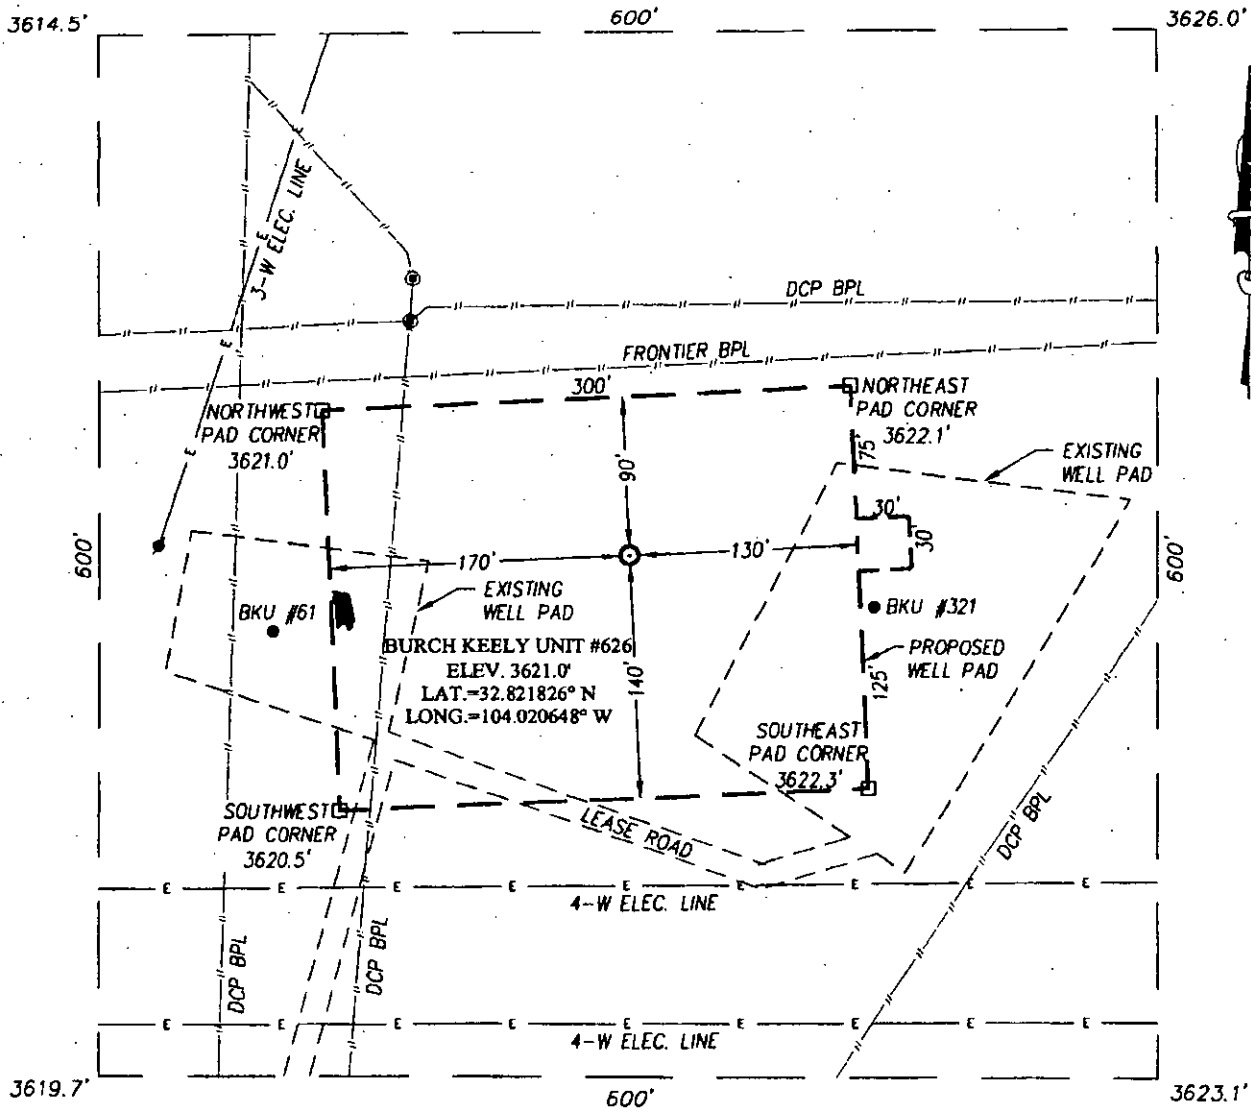 3614.5'
600'
3626.0'
E
3-W ELEC. LINE
E
E
DCP BPL
FRONTIER BPL
300'
NORTHWEST
PAD CORNER
3621.0'
NORTHEAST
PAD CORNER
3622.1'
E
75'
EXISTING
WELL PAD
90'
30'
30'
600'
170'
130'
600'
EXISTING
WELL PAD
BKU #61
BKU #321
BURCH KEELY UNIT #626
ELEV. 3621.0'
LAT.=32.821826° N
LONG.=104.020648° W
140'
PROPOSED
WELL PAD
125'
SOUTHEAST
PAD CORNER
3622.3'
SOUTHWEST
PAD CORNER
3620.5'
LEASE ROAD
DCP BPL
E E E E E E E E
4-W ELEC. LINE
DCP BPL
DCP BPL
E E E E E E E E
4-W ELEC. LINE
3619.7'
600'
3623.1'